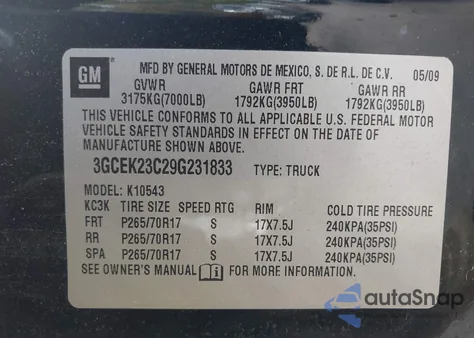 GM
MFD BY GENERAL MOTORS DE MEXICO, S. DE R.L. DE C.V. 05/09
GVWR GAWR FRT GAWR RR
3175KG(7000LB) 1792KG(3950LB) 1792KG(3950LB)
THIS VEHICLE CONFORMS TO ALL APPLICABLE U.S. FEDERAL MOTOR
VEHICLE SAFETY STANDARDS IN EFFECT ON THE DATE OF
MANUFACTURE SHOWN ABOVE.
3GCEK23C29G231833 TYPE: TRUCK
MODEL: K10543
KC3K TIRE SIZE SPEED RTG RIM COLD TIRE PRESSURE
FRT P265/70R17 S 17X7.5J 240KPA(35PSI)
RR P265/70R17 S 17X7.5J 240KPA(35PSI)
SPA P265/70R17 S 17X7.5J 240KPA(35PSI)
SEE OWNER'S MANUAL i FOR MORE INFORMATION.
autoSnap